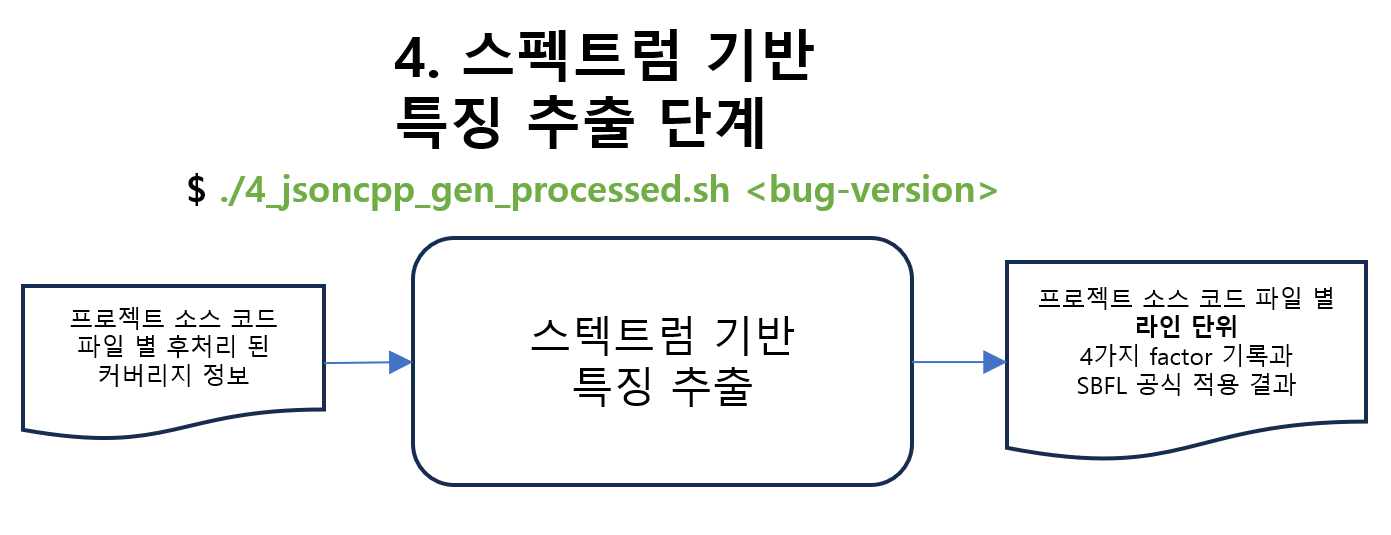 4. 스펙트럼 기반
특징 추출 단계
$ ./4_jsoncpp_gen_processed.sh <bug-version>
프로젝트 소스 코드
파일 별 후처리 된
커버리지 정보
스텍트럼 기반
특징 추출
프로젝트 소스 코드 파일 별
라인 단위
4가지 factor 기록과
SBFL 공식 적용 결과